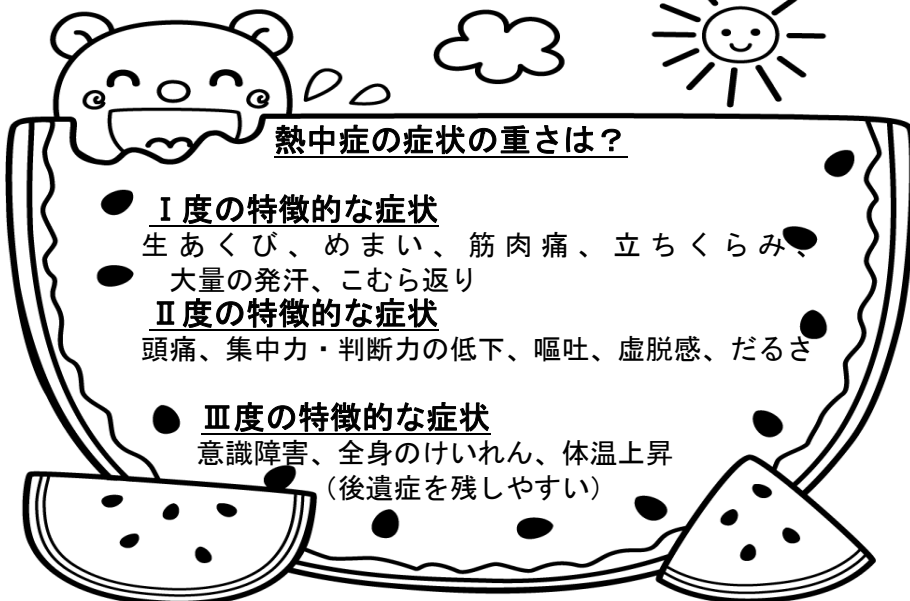 熱中症の症状の重さは？
Ⅰ度の特徴的な症状
生あくび、めまい、筋肉痛、立ちくらみ、
大量の発汗、こむら返り
Ⅱ度の特徴的な症状
頭痛、集中力・判断力の低下、嘔吐、虚脱感、だるさ
Ⅲ度の特徴的な症状
意識障害、全身のけいれん、体温上昇
（後遺症を残しやすい）